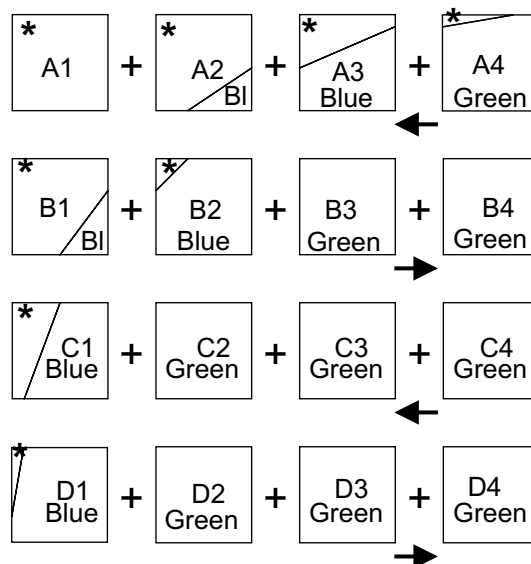 * A1 + * A2 Bl + * A3 Blue + * A4 Green
* B1 Bl + * B2 Blue + B3 Green + B4 Green
* C1 Blue + C2 Green + C3 Green + C4 Green
* D1 Blue + D2 Green + D3 Green + D4 Green